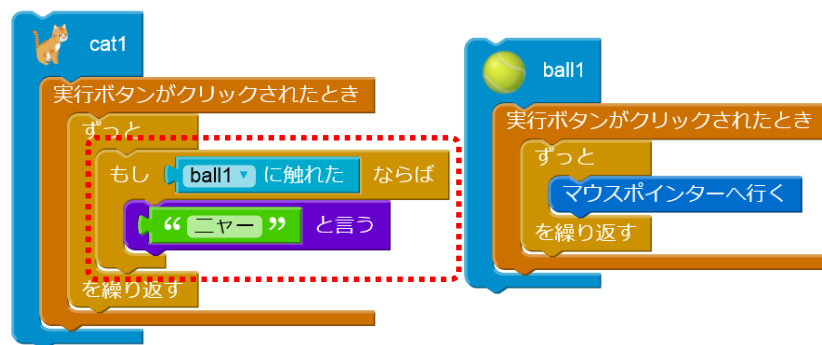 cat1
実行ボタンがクリックされたとき
ずっと
もし ball1 に触れた ならば
“ ニャー ” と言う
を繰り返す
ball1
実行ボタンがクリックされたとき
ずっと
マウスポインターへ行く
を繰り返す